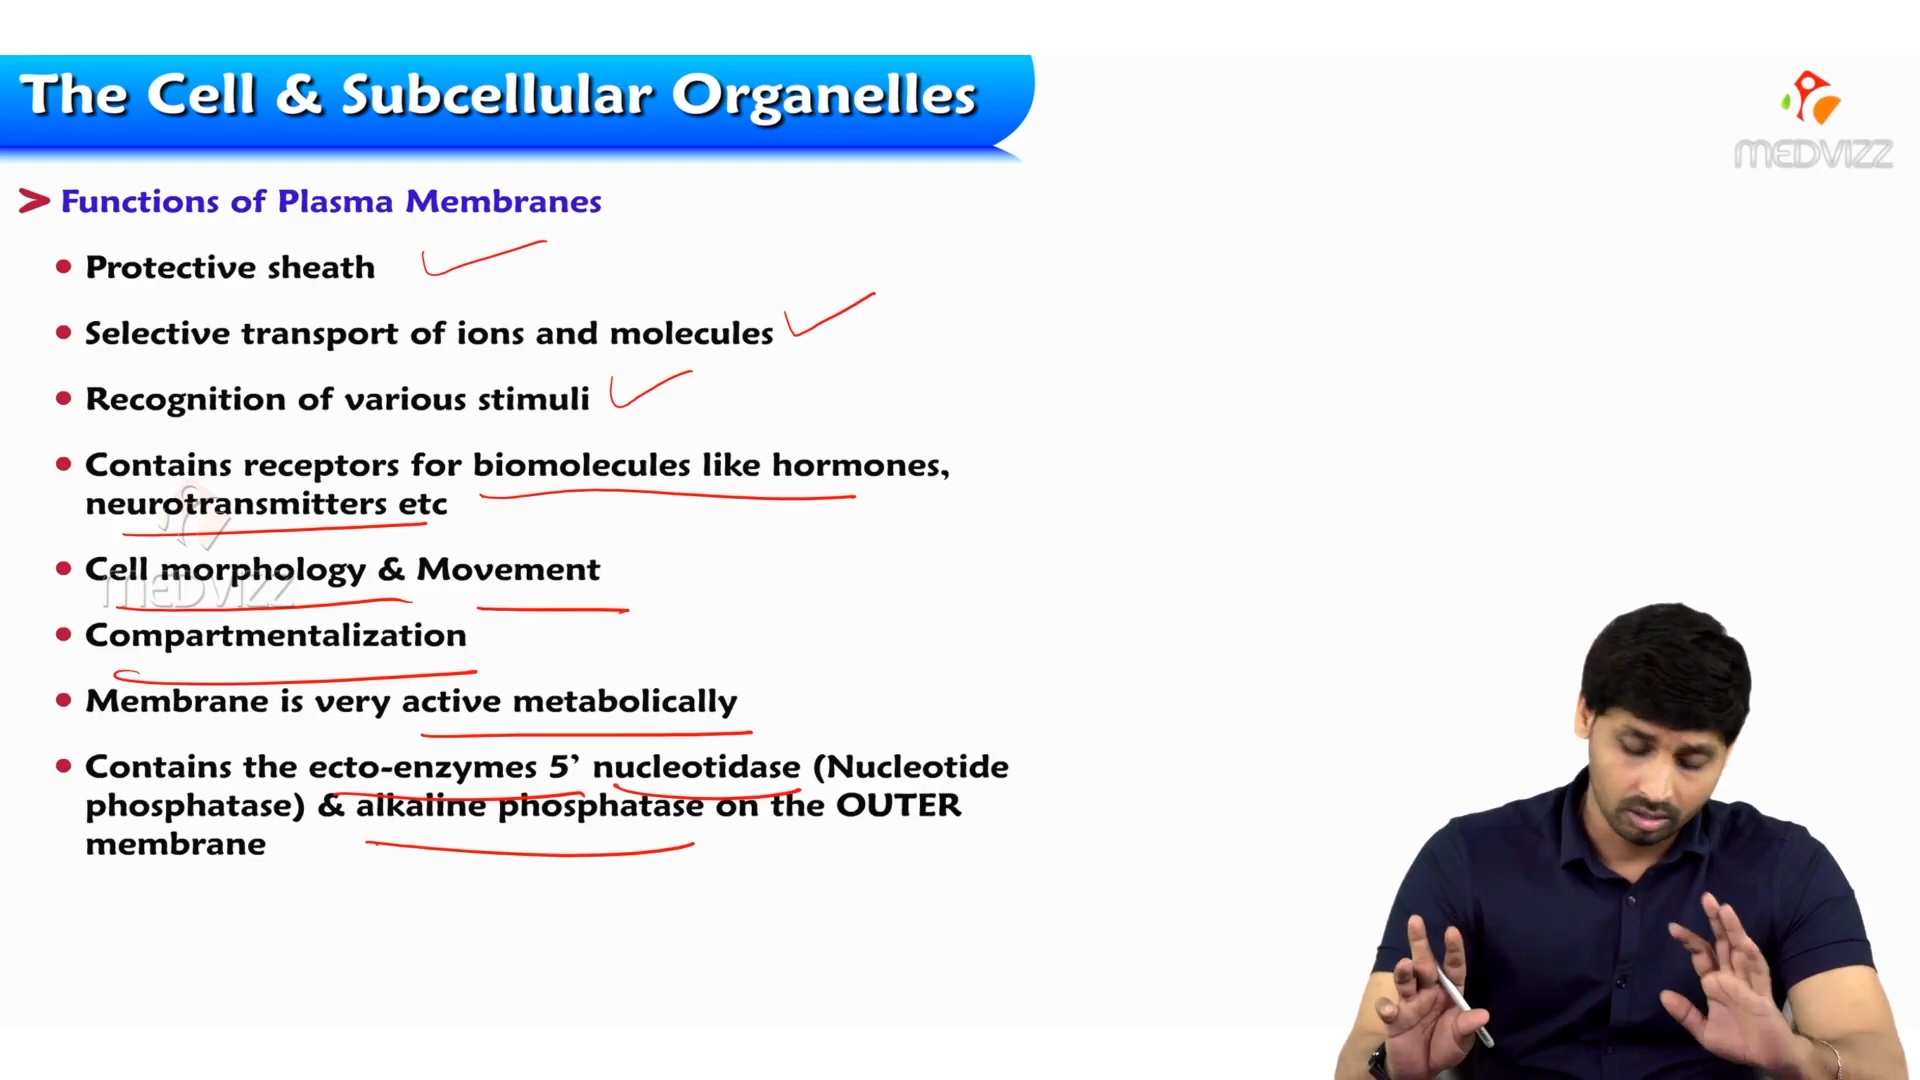 The Cell & Subcellular Organelles
MEDVIZZ
> Functions of Plasma Membranes
• Protective sheath
• Selective transport of ions and molecules
• Recognition of various stimuli
• Contains receptors for biomolecules like hormones,
neurotransmitters etc
• Cell morphology & Movement
MEDVIZZ
• Compartmentalization
• Membrane is very active metabolically
• Contains the ecto-enzymes 5’ nucleotidase (Nucleotide
phosphatase) & alkaline phosphatase on the OUTER
membrane